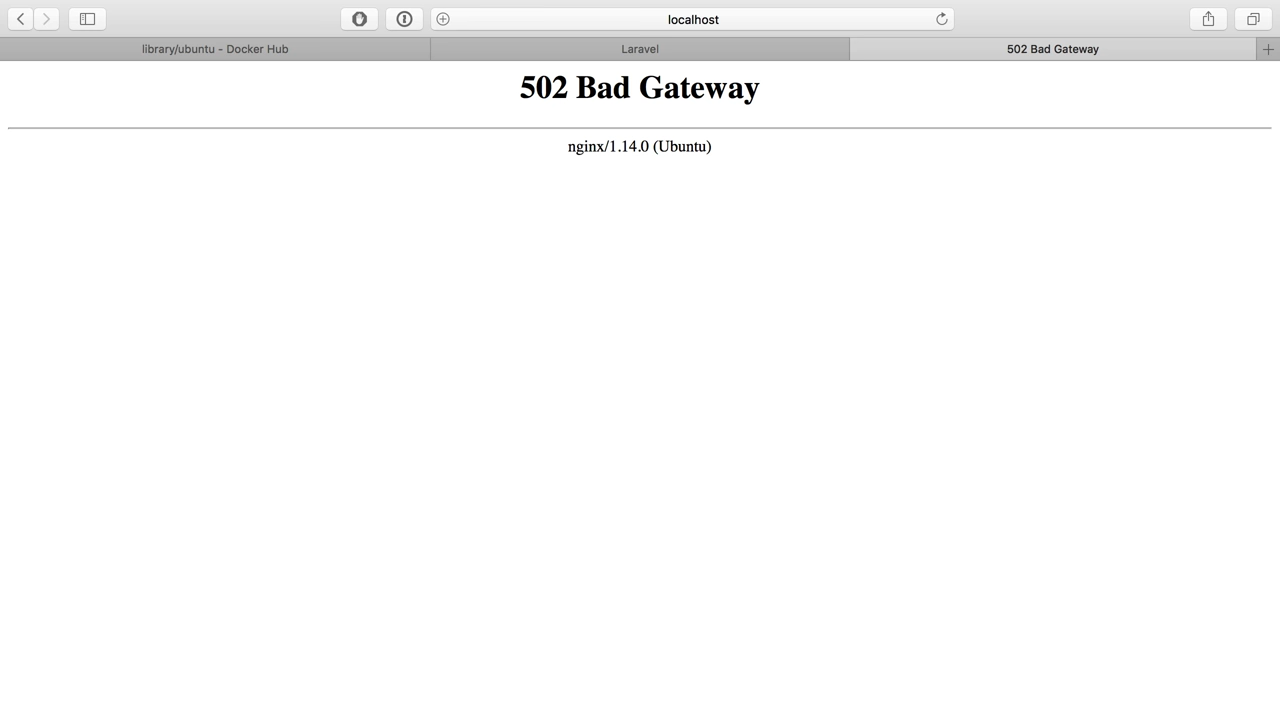 localhost
library/ubuntu - Docker Hub
Laravel
502 Bad Gateway
502 Bad Gateway
nginx/1.14.0 (Ubuntu)